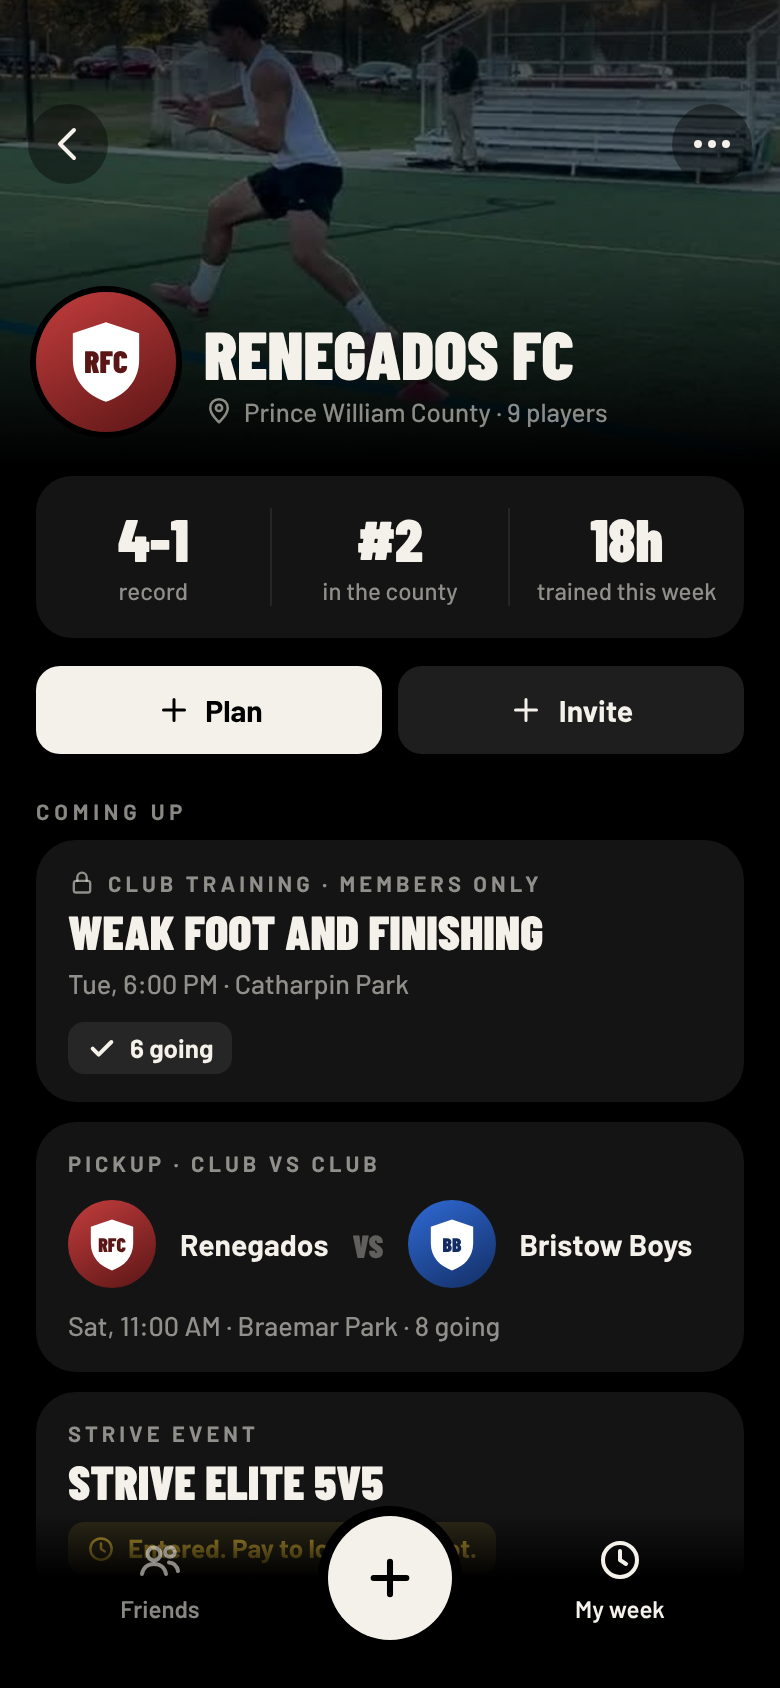 RFC
RENEGADOS FC
Prince William County · 9 players
4-1
record
#2
in the county
18h
trained this week
+ Plan
+ Invite
COMING UP
CLUB TRAINING · MEMBERS ONLY
WEAK FOOT AND FINISHING
Tue, 6:00 PM · Catharpin Park
6 going
PICKUP · CLUB VS CLUB
RFC Renegados VS BB Bristow Boys
Sat, 11:00 AM · Braemar Park · 8 going
STRIVE EVENT
STRIVE ELITE 5V5
Entered. Pay to
Friends
My week